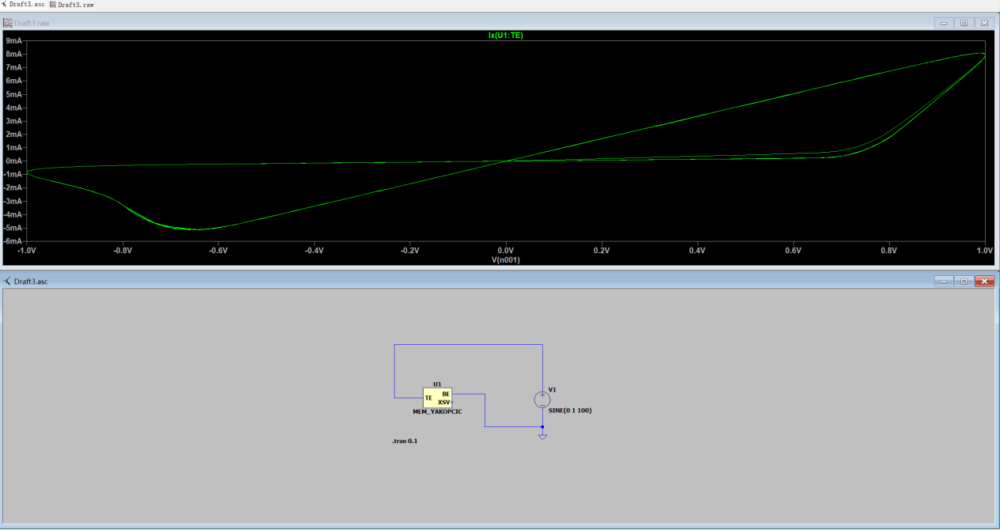 Draft3.asc Draft3.raw
Draft3.raw
Ix(U1:TE)
9mA
8mA
7mA
6mA
5mA
4mA
3mA
2mA
1mA
0mA
-1mA
-2mA
-3mA
-4mA
-5mA
-6mA
-1.0V -0.8V -0.6V -0.4V -0.2V 0.0V 0.2V 0.4V 0.6V 0.8V 1.0V
V(n001)
Draft3.asc
U1
TE BE
XSV
MEM_YAKOPCIC
V1
SINE(0 1 100)
.tran 0.1